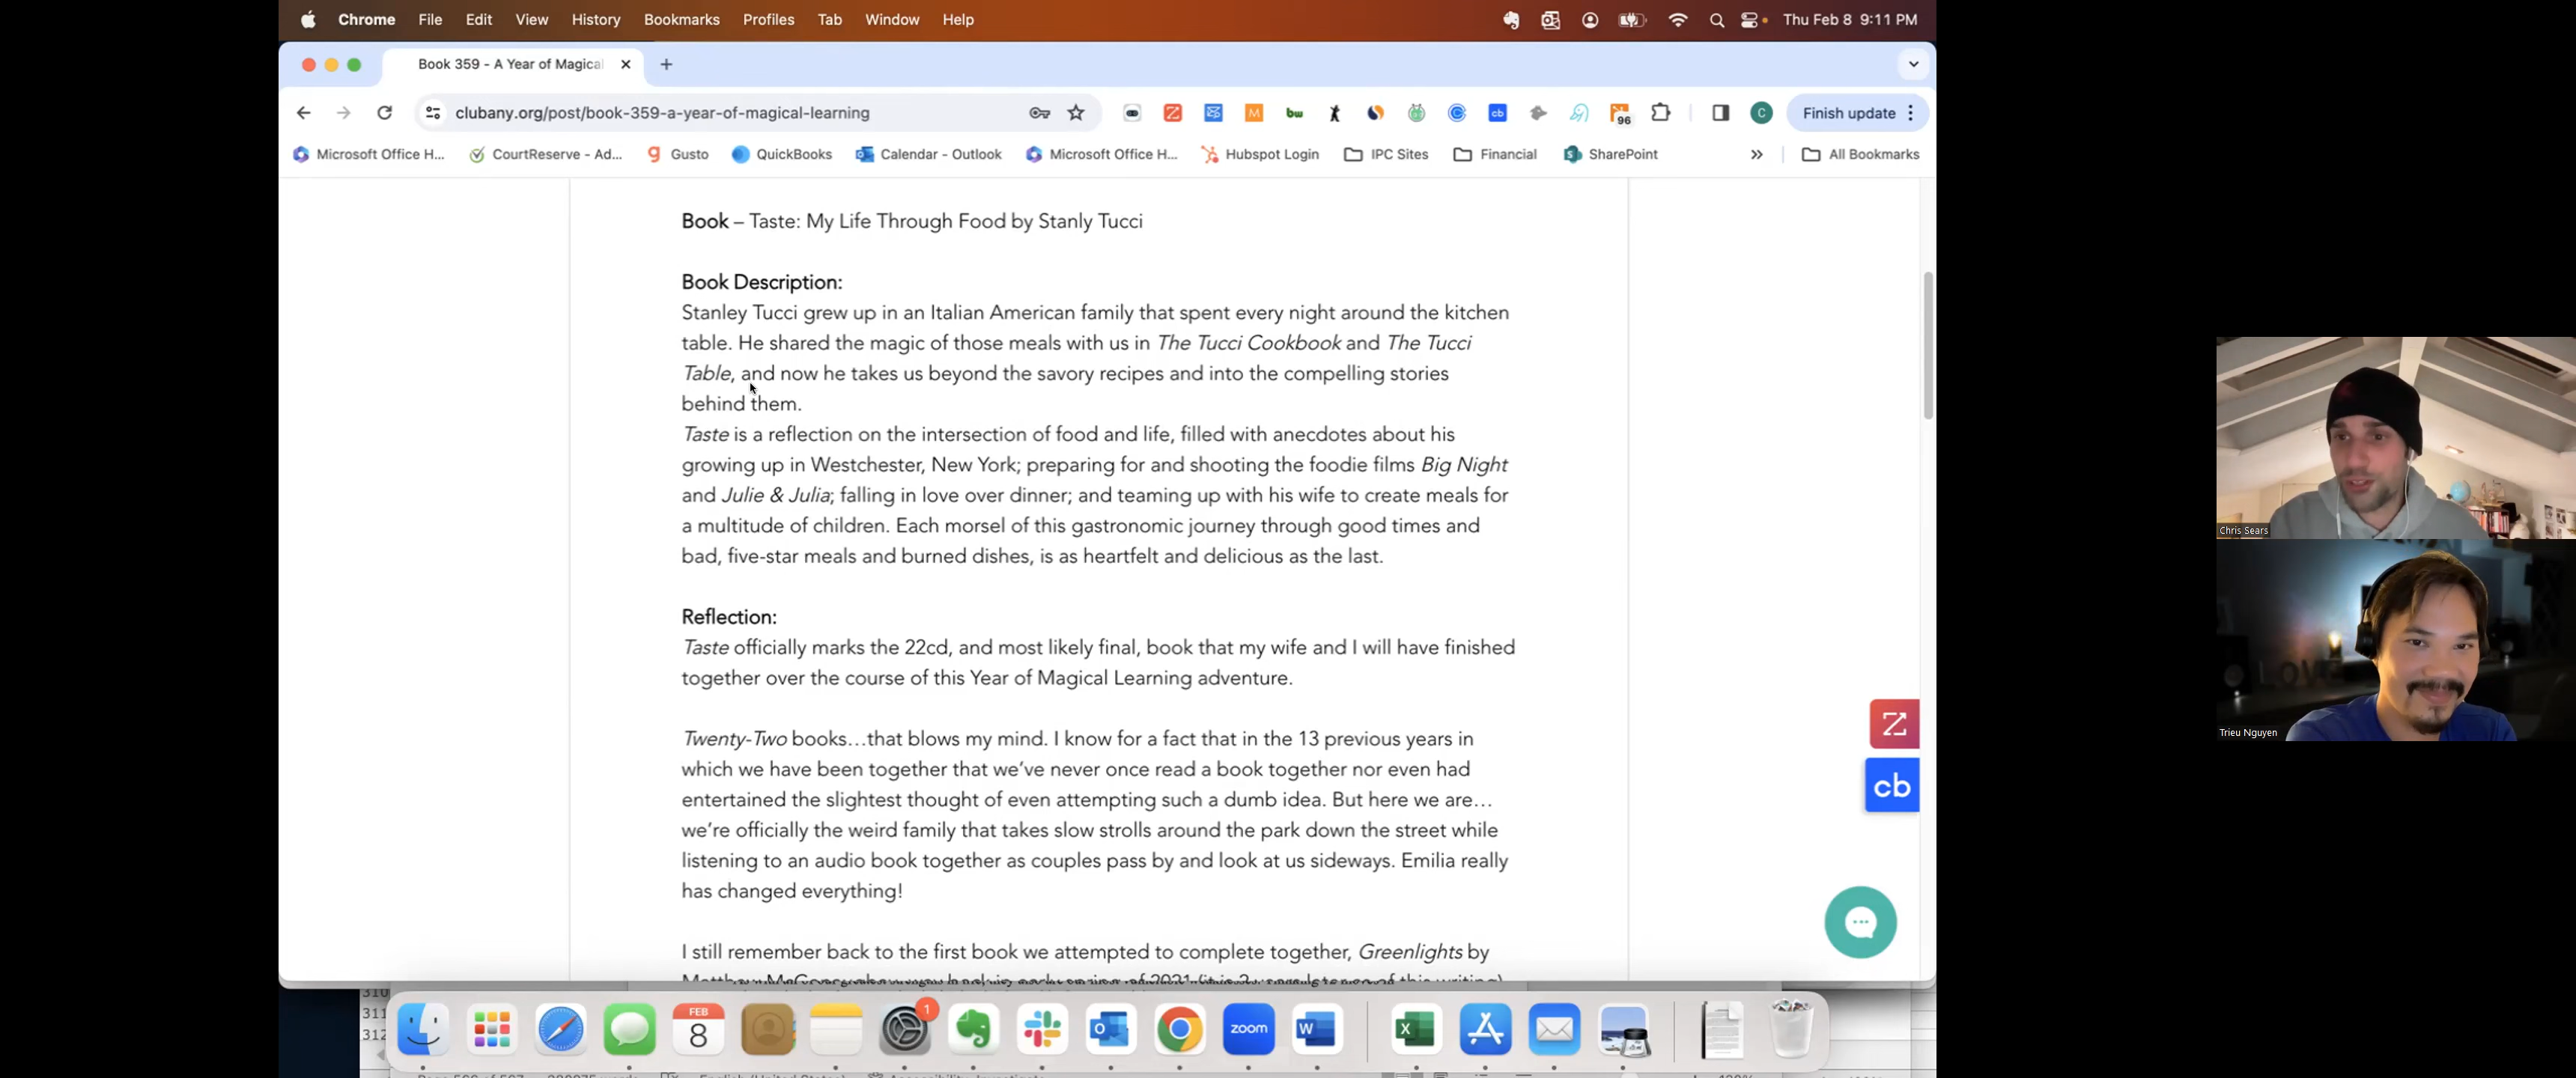 Chrome File Edit View History Bookmarks Profiles Tab Window Help Thu Feb 8 9:11 PM
Book 359 - A Year of Magical
clubany.org/post/book-359-a-year-of-magical-learning
M bw cb 96 C Finish update
Microsoft Office H... CourtReserve - Ad... Gusto QuickBooks Calendar - Outlook Microsoft Office H... Hubspot Login IPC Sites Financial SharePoint All Bookmarks
Book – Taste: My Life Through Food by Stanly Tucci
Book Description:
Stanley Tucci grew up in an Italian American family that spent every night around the kitchen
table. He shared the magic of those meals with us in The Tucci Cookbook and The Tucci
Table, and now he takes us beyond the savory recipes and into the compelling stories
behind them.
Taste is a reflection on the intersection of food and life, filled with anecdotes about his
growing up in Westchester, New York; preparing for and shooting the foodie films Big Night
and Julie & Julia; falling in love over dinner; and teaming up with his wife to create meals for
a multitude of children. Each morsel of this gastronomic journey through good times and
bad, five-star meals and burned dishes, is as heartfelt and delicious as the last.
Reflection:
Taste officially marks the 22cd, and most likely final, book that my wife and I will have finished
together over the course of this Year of Magical Learning adventure.
Twenty-Two books…that blows my mind. I know for a fact that in the 13 previous years in
which we have been together that we've never once read a book together nor even had
entertained the slightest thought of even attempting such a dumb idea. But here we are…
we're officially the weird family that takes slow strolls around the park down the street while
listening to an audio book together as couples pass by and look at us sideways. Emilia really
has changed everything!
I still remember back to the first book we attempted to complete together, Greenlights by
cb
310
311
312
FEB
8
1
zoom
W
X
Chris Sears
LOVE
Trieu Nguyen